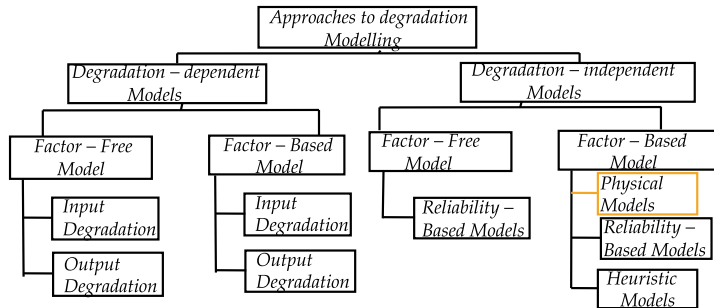 Approaches to degradation
Modelling
Degradation – dependent
Models
Degradation – independent
Models
Factor – Free
Model
Factor – Based
Model
Factor – Free
Model
Factor – Based
Model
Input
Degradation
Output
Degradation
Input
Degradation
Output
Degradation
Reliability –
Based Models
Physical
Models
Reliability –
Based Models
Heuristic
Models